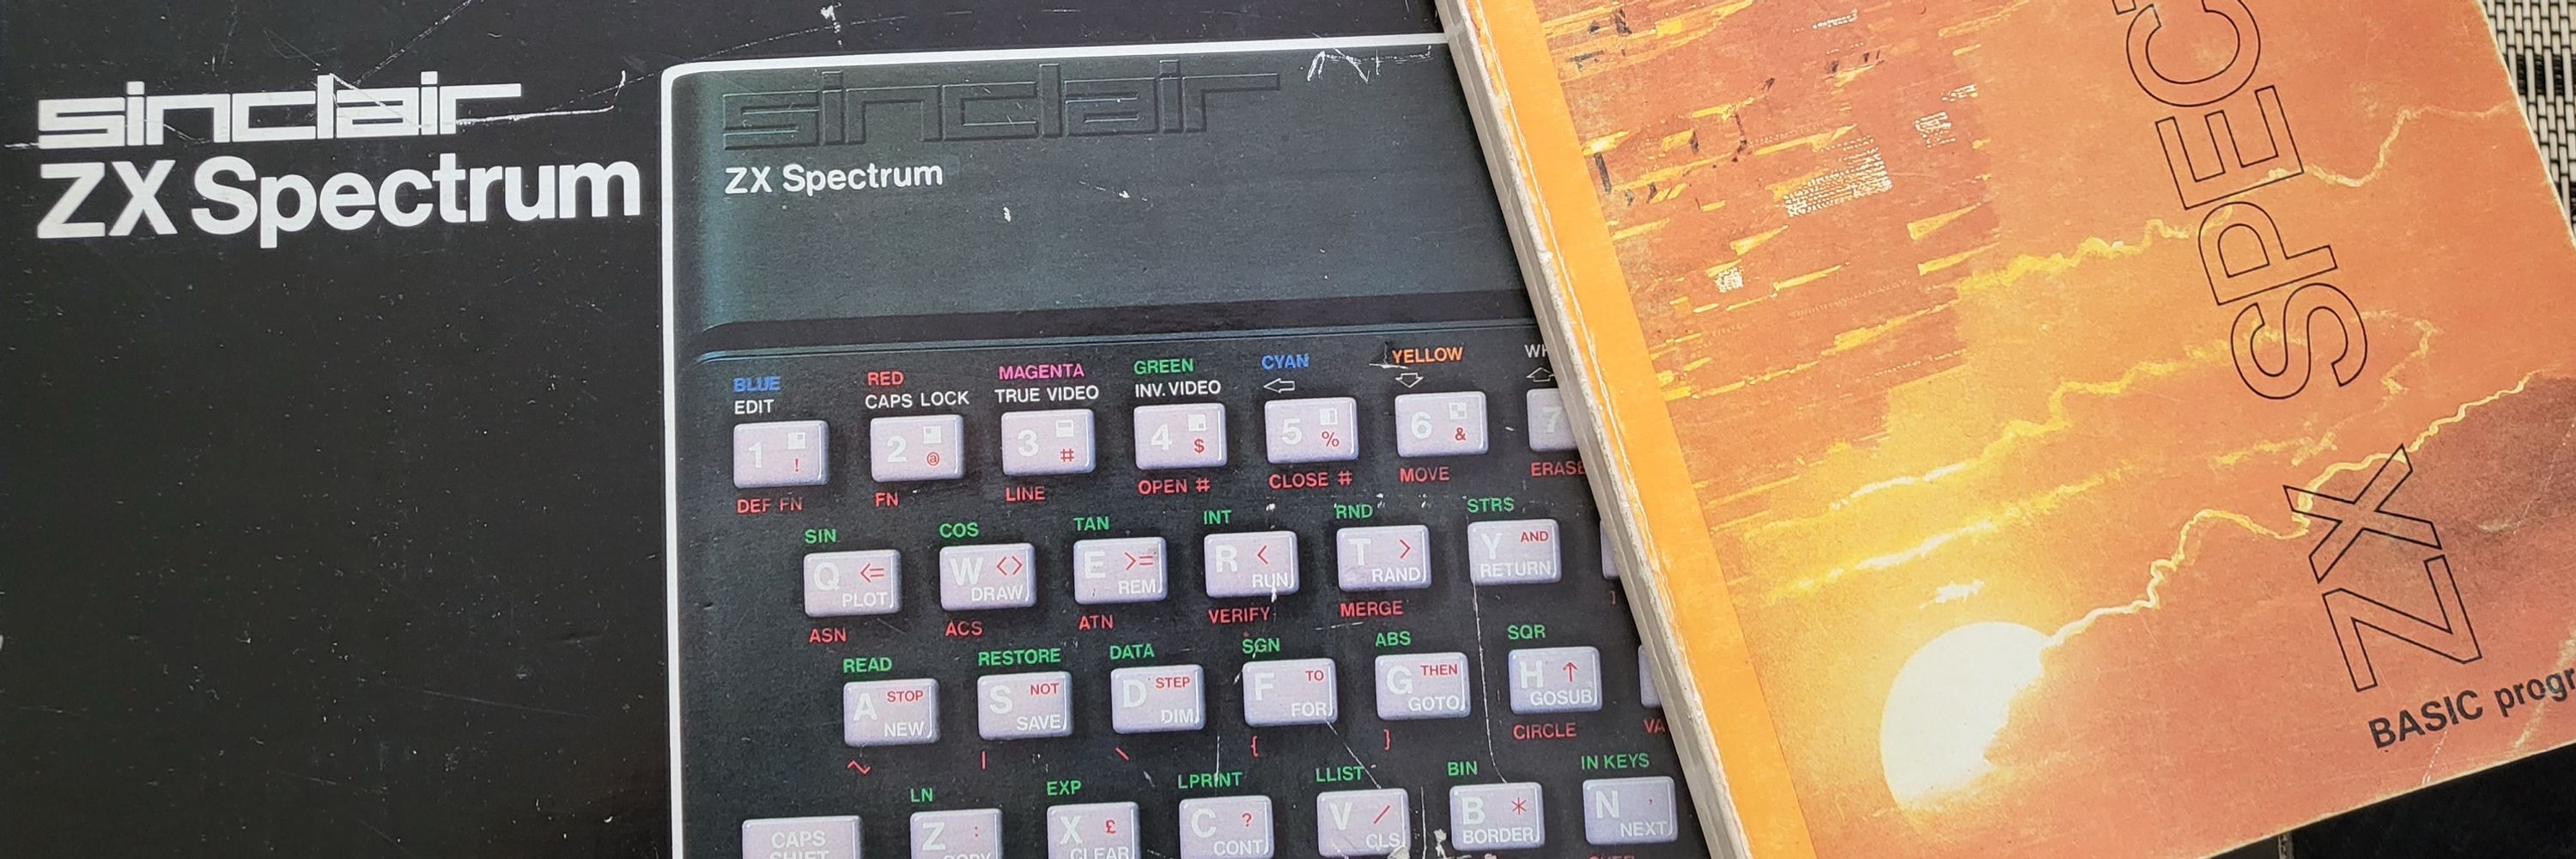 sinclair
ZX Spectrum
sinclair
ZX Spectrum
BLUE RED MAGENTA GREEN CYAN YELLOW
EDIT CAPS LOCK TRUE VIDEO INV. VIDEO ⇦ ⇩ ⇧
1 ! 2 @ 3 # 4 $ 5 % 6 & 7
DEF FN FN LINE OPEN # CLOSE # MOVE ERASE
SIN COS TAN INT RND STR$
Q <= W <> E >= R < T > Y AND
PLOT DRAW REM RUN RAND RETURN
ASN ACS ATN VERIFY MERGE
READ RESTORE DATA SGN ABS SQR
A STOP S NOT D STEP F TO G THEN H ↑
NEW SAVE DIM FOR GOTO GOSUB
~ | \ { } CIRCLE
LN EXP LPRINT LLIST BIN IN KEYS
CAPS Z : X £ C ? V / B * N ,
SHIFT COPY CLEAR CONT CLS BORDER NEXT
ZX SPEC
BASIC progr